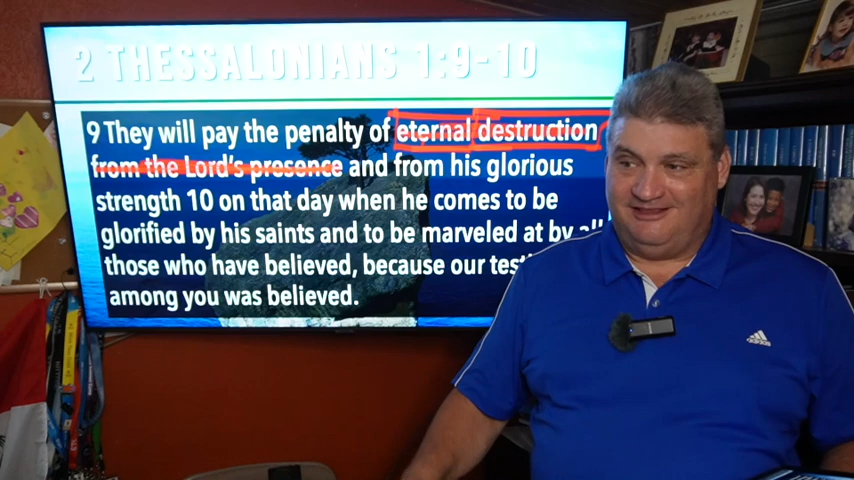 2 THESSALONIANS 1:9-10
9 They will pay the penalty of eternal destruction
from the Lord's presence and from his glorious
strength 10 on that day when he comes to be
glorified by his saints and to be marveled at by all
those who have believed, because our
among you was believed.
adidas